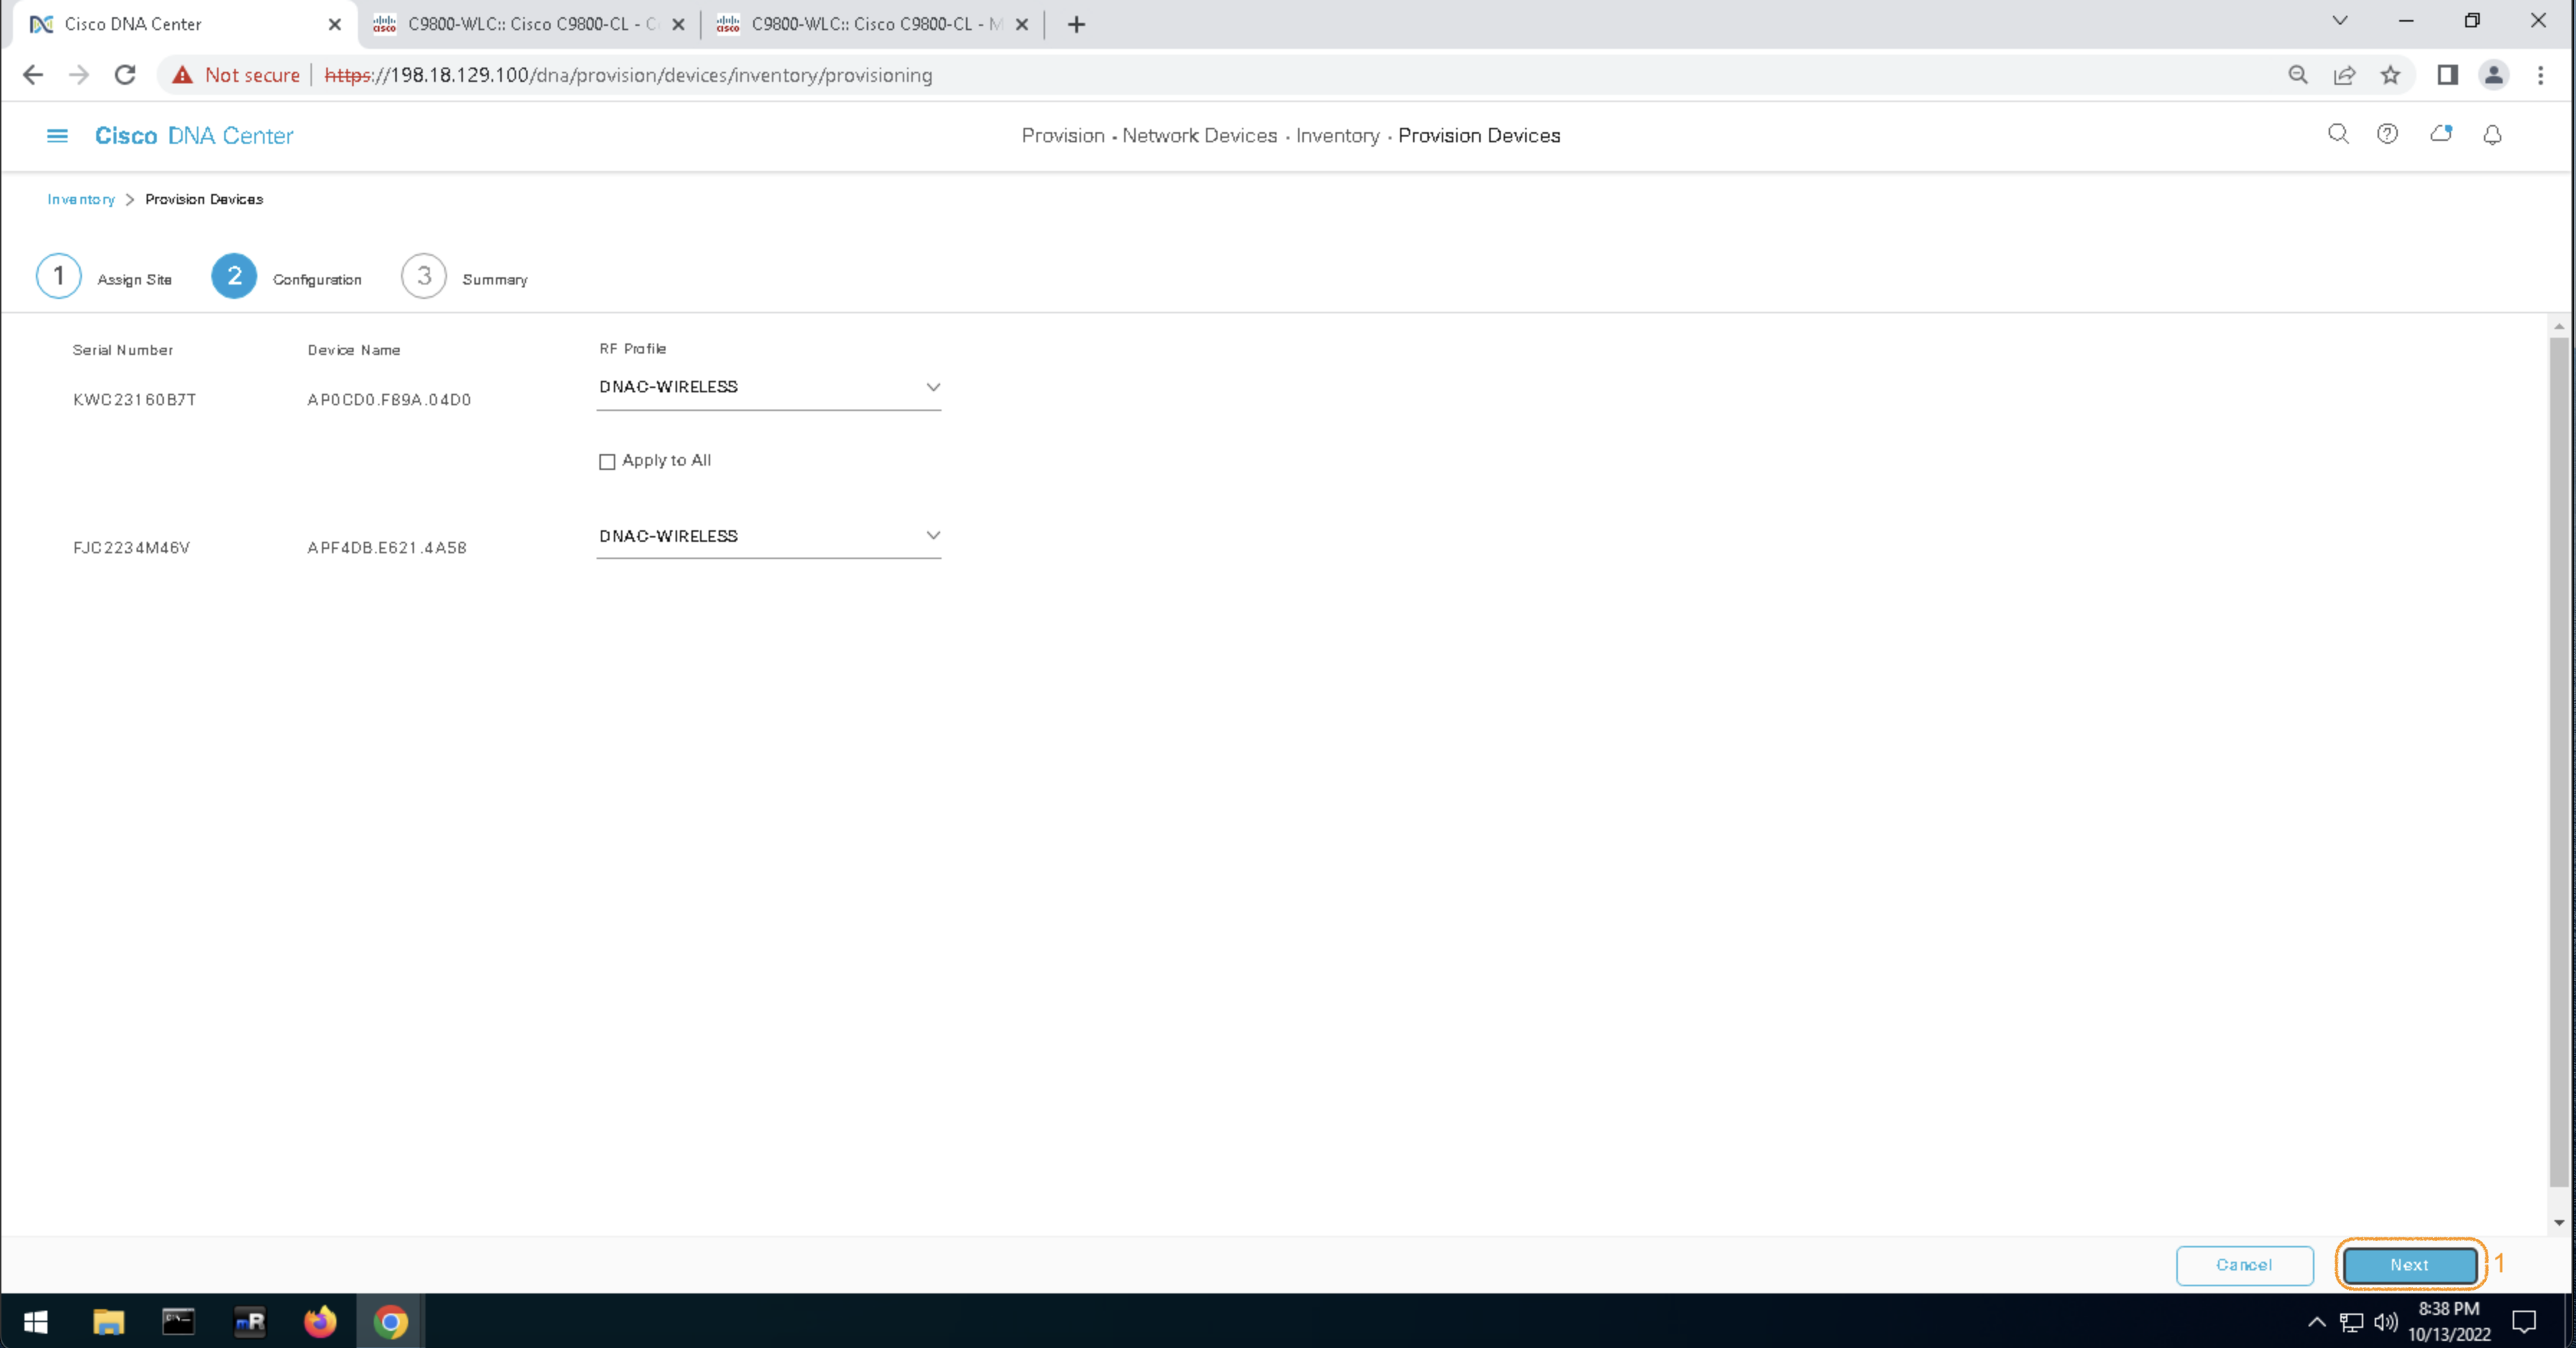 Cisco DNA Center
C9800-WLC:: Cisco C9800-CL - C
C9800-WLC:: Cisco C9800-CL - M
Not secure | https://198.18.129.100/dna/provision/devices/inventory/provisioning
Cisco DNA Center
Provision · Network Devices · Inventory · Provision Devices
Inventory > Provision Devices
1 Assign Site
2 Configuration
3 Summary
Serial Number Device Name RF Profile
KWC23160B7T AP0CD0.F89A.04D0 DNAC-WIRELESS
Apply to All
FJC2234M46V APF4DB.E621.4A58 DNAC-WIRELESS
Cancel
Next
1
mR
8:38 PM
10/13/2022